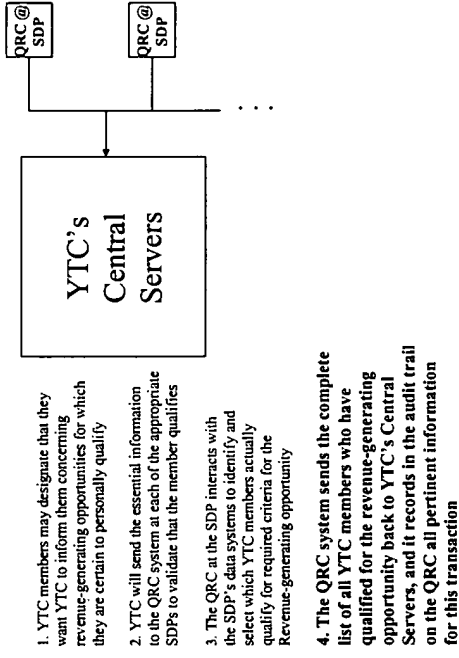 QRC @
SDP
QRC @
SDP
YTC's
Central
Servers
. . .
1. YTC members may designate that they
want YTC to inform them concerning
revenue-generating opportunities for which
they are certain to personally qualify
2. YTC will send the essential information
to the QRC system at each of the appropriate
SDPs to validate that the member qualifies
3. The QRC at the SDP interacts with
the SDP's data systems to identify and
select which YTC members actually
qualify for required criteria for the
Revenue-generating opportunity
4. The QRC system sends the complete
list of all YTC members who have
qualified for the revenue-generating
opportunity back to YTC's Central
Servers, and it records in the audit trail
on the QRC all pertinent information
for this transaction